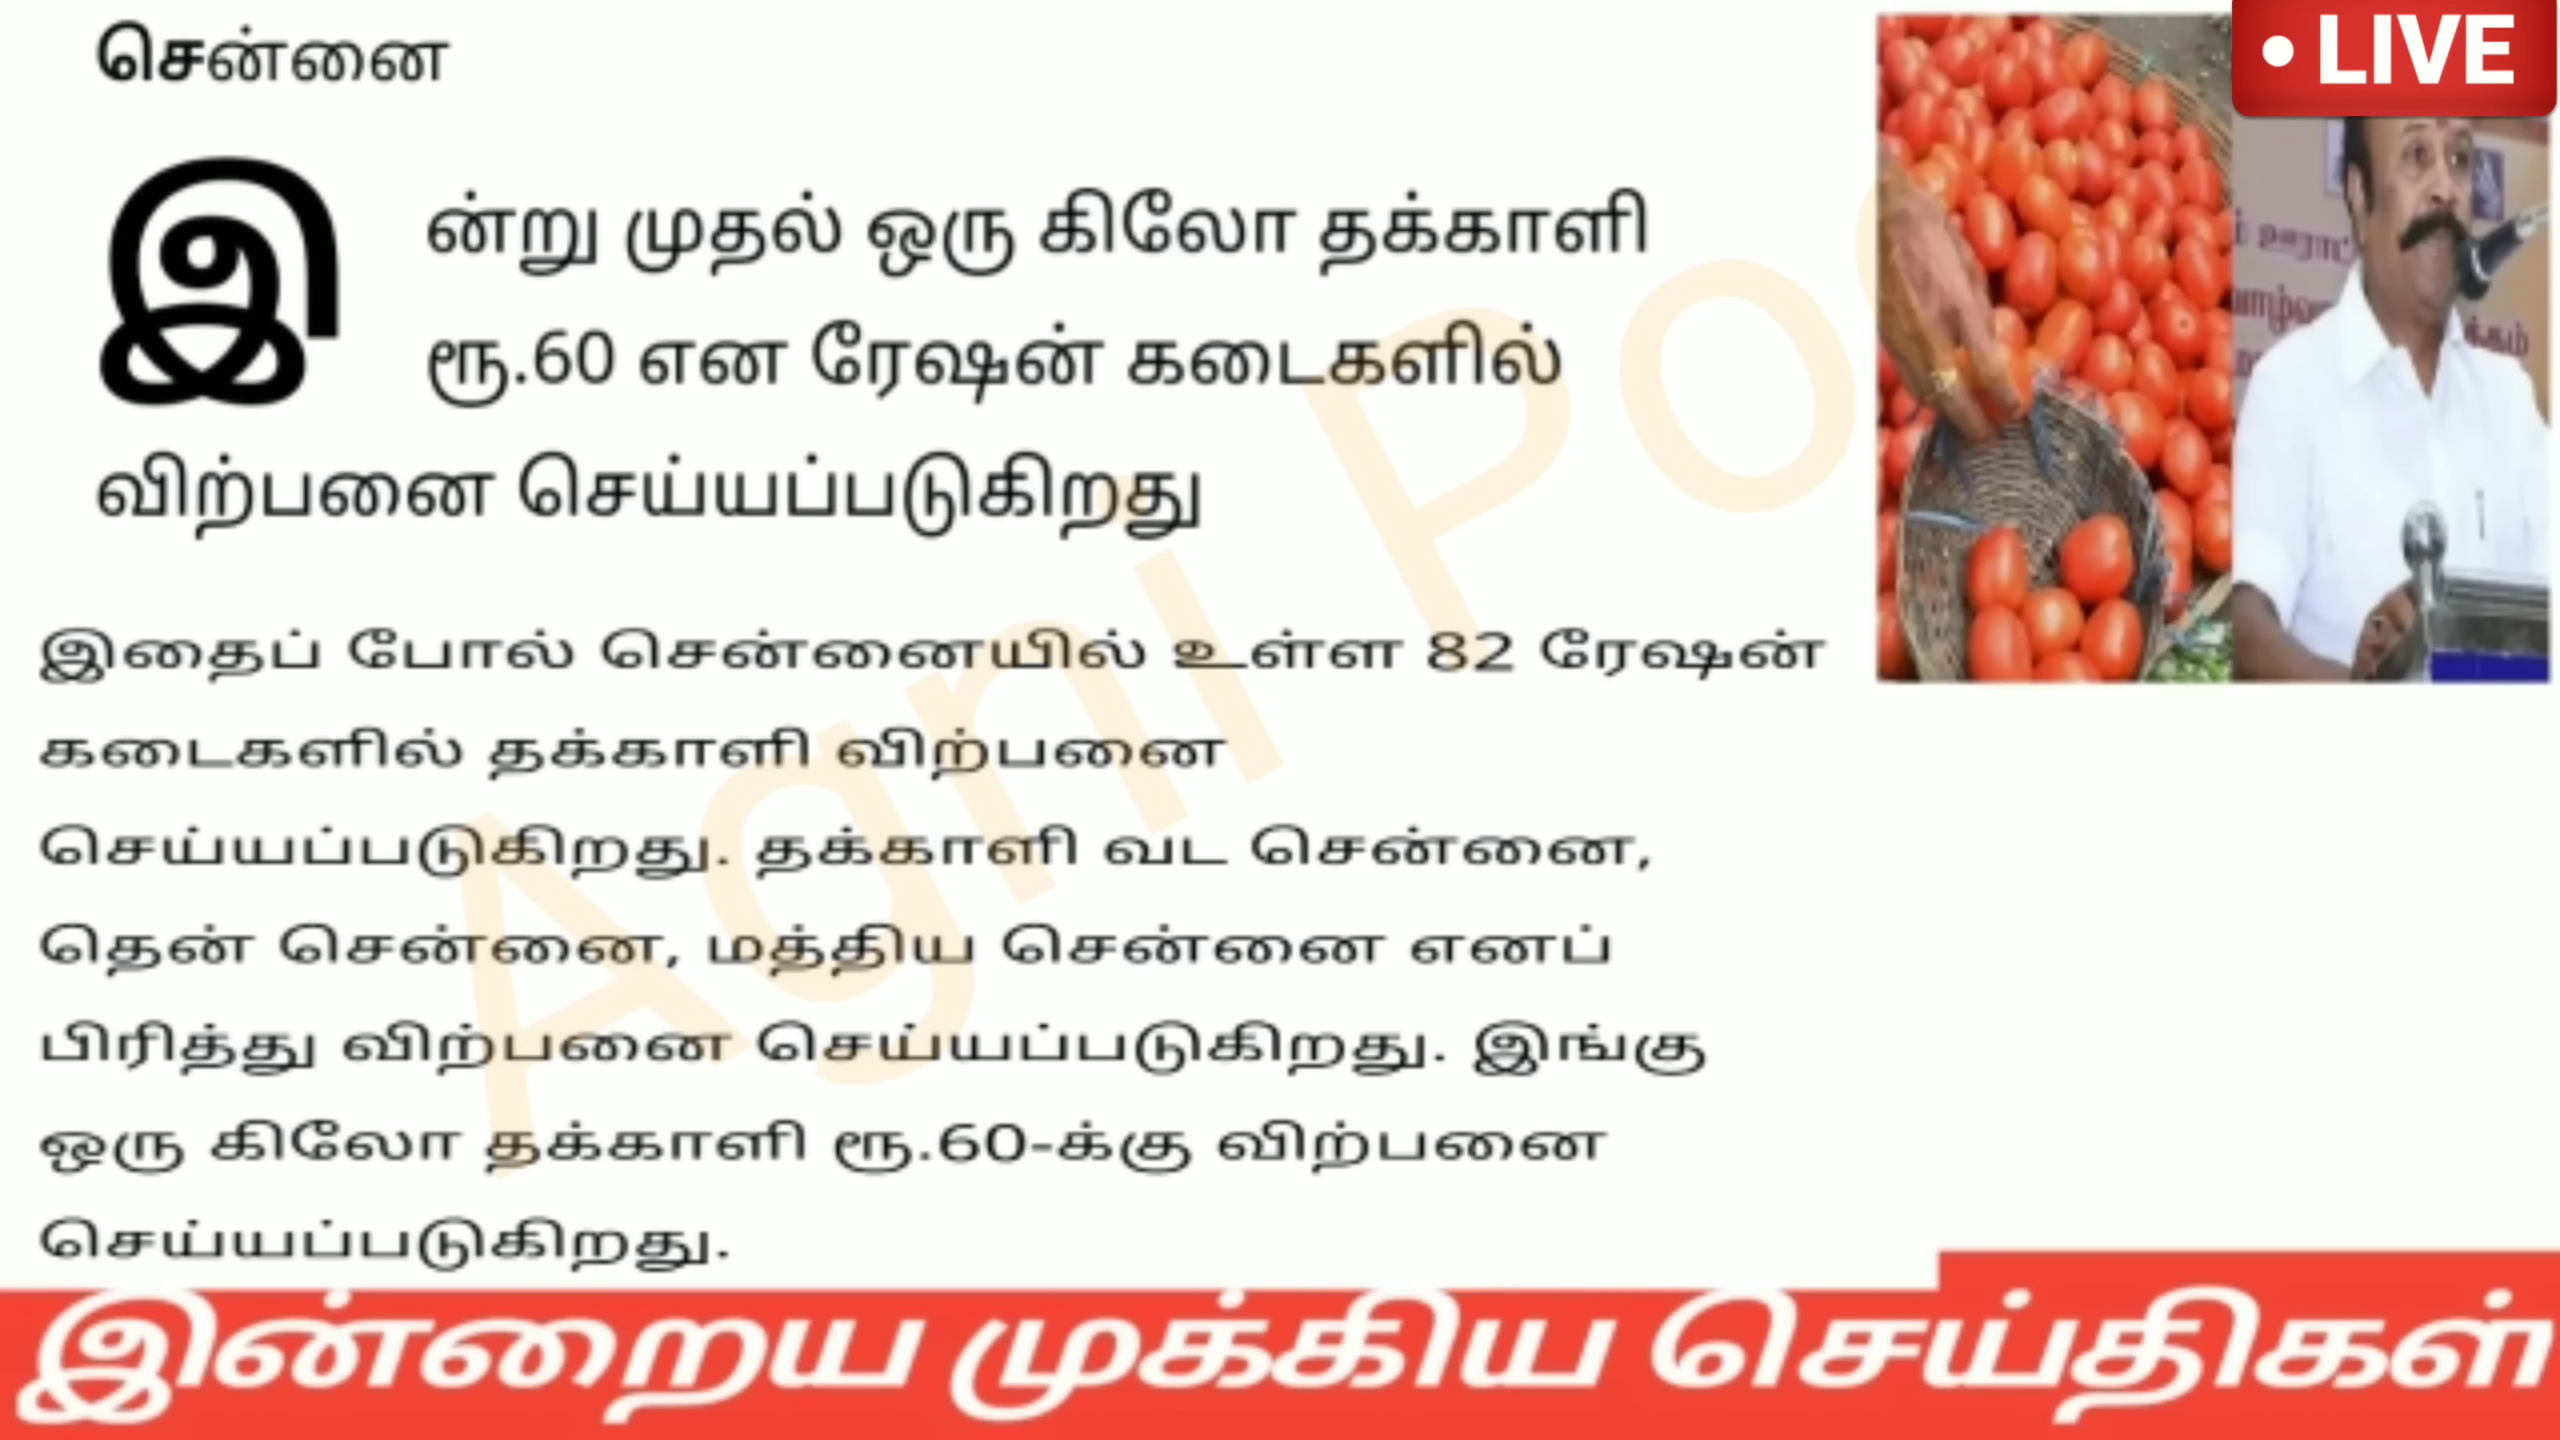 சென்னை
• LIVE
இன்று முதல் ஒரு கிலோ தக்காளி
ரூ.60 என ரேஷன் கடைகளில்
விற்பனை செய்யப்படுகிறது
இதைப் போல் சென்னையில் உள்ள 82 ரேஷன்
கடைகளில் தக்காளி விற்பனை
செய்யப்படுகிறது. தக்காளி வட சென்னை,
தென் சென்னை, மத்திய சென்னை எனப்
பிரித்து விற்பனை செய்யப்படுகிறது. இங்கு
ஒரு கிலோ தக்காளி ரூ.60-க்கு விற்பனை
செய்யப்படுகிறது.
Agni
இன்றைய முக்கிய செய்திகள்